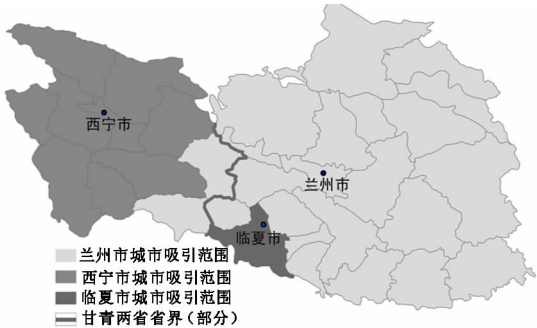 西宁市
兰州市
临夏市
兰州市城市吸引范围
西宁市城市吸引范围
临夏市城市吸引范围
甘青两省省界（部分）